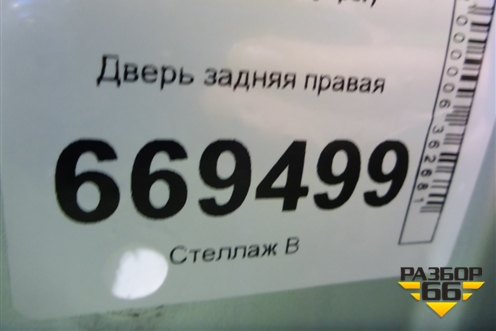 Дверь задняя правая
669499
Стеллаж В
РАЗБОР
66